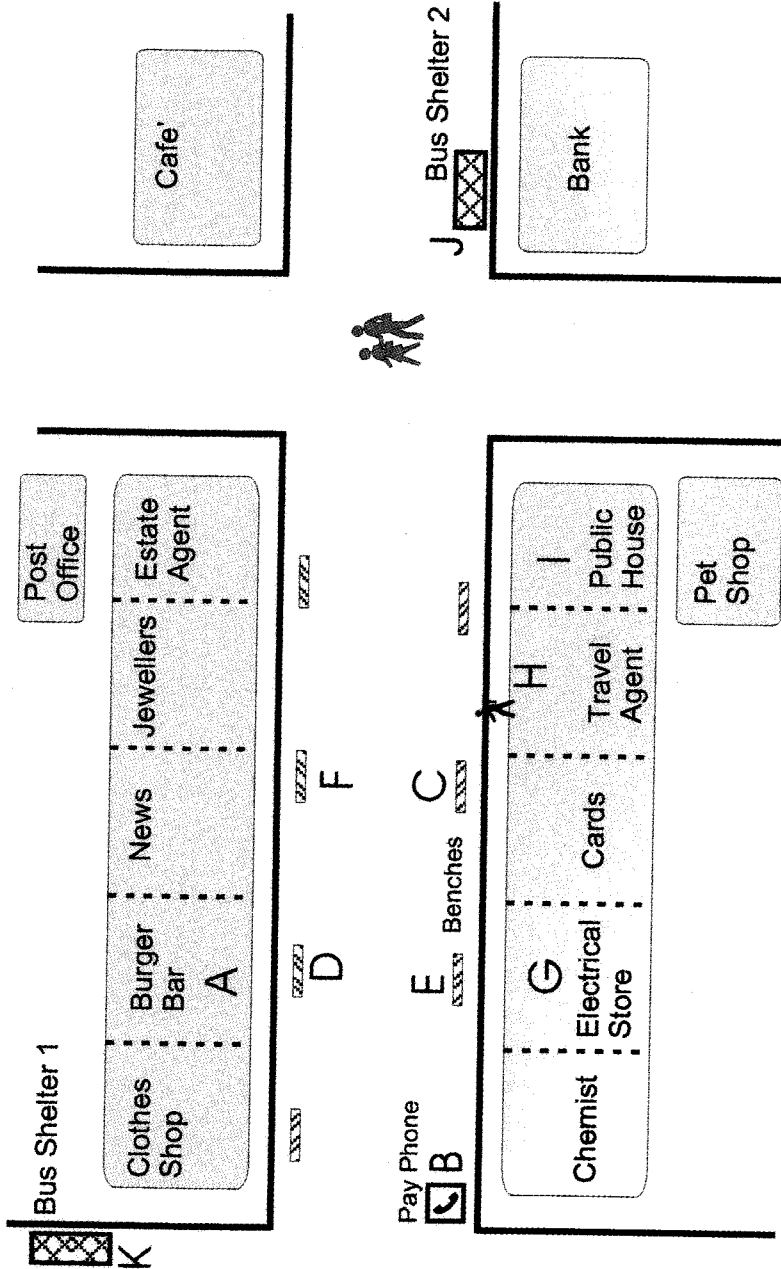 Bus Shelter 1
K
Clothes
Shop
Burger
Bar
A
News
Jewellers
Estate
Agent
Post
Office
Cafe'
D
F
Pay Phone
B
E
Benches
C
J
Bus Shelter 2
Chemist
G
Electrical
Store
Cards
H
Travel
Agent
I
Public
House
Pet
Shop
Bank